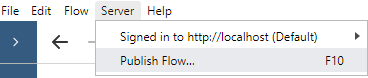 File Edit Flow Server Help
Signed in to http://localhost (Default)
Publish Flow... F10